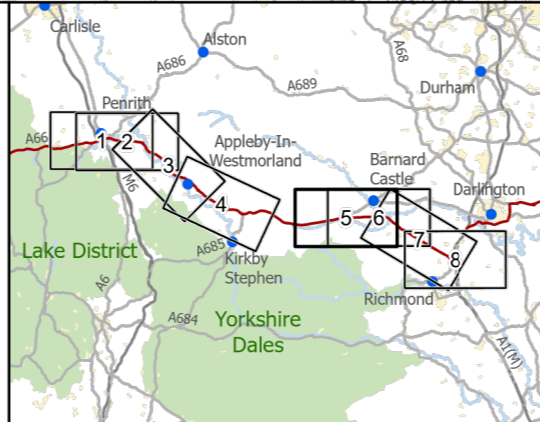 Carlisle
Alston
A686
A68
A689
Durham
Penrith
A66
1
2
3
Appleby-In-
Westmorland
Barnard
Castle
Darlington
M6
4
5
6
7
8
Lake District
A685
Kirkby
Stephen
A6
Richmond
A684
Yorkshire
Dales
A1(M)